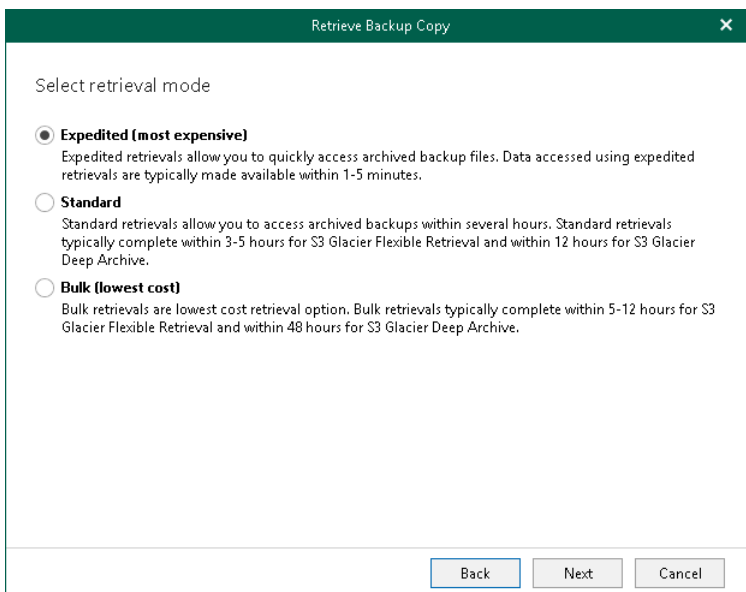 Retrieve Backup Copy
Select retrieval mode
Expedited (most expensive)
Expedited retrievals allow you to quickly access archived backup files. Data accessed using expedited
retrievals are typically made available within 1-5 minutes.
Standard
Standard retrievals allow you to access archived backups within several hours. Standard retrievals
typically complete within 3-5 hours for S3 Glacier Flexible Retrieval and within 12 hours for S3 Glacier
Deep Archive.
Bulk (lowest cost)
Bulk retrievals are lowest cost retrieval option. Bulk retrievals typically complete within 5-12 hours for S3
Glacier Flexible Retrieval and within 48 hours for S3 Glacier Deep Archive.
Back Next Cancel